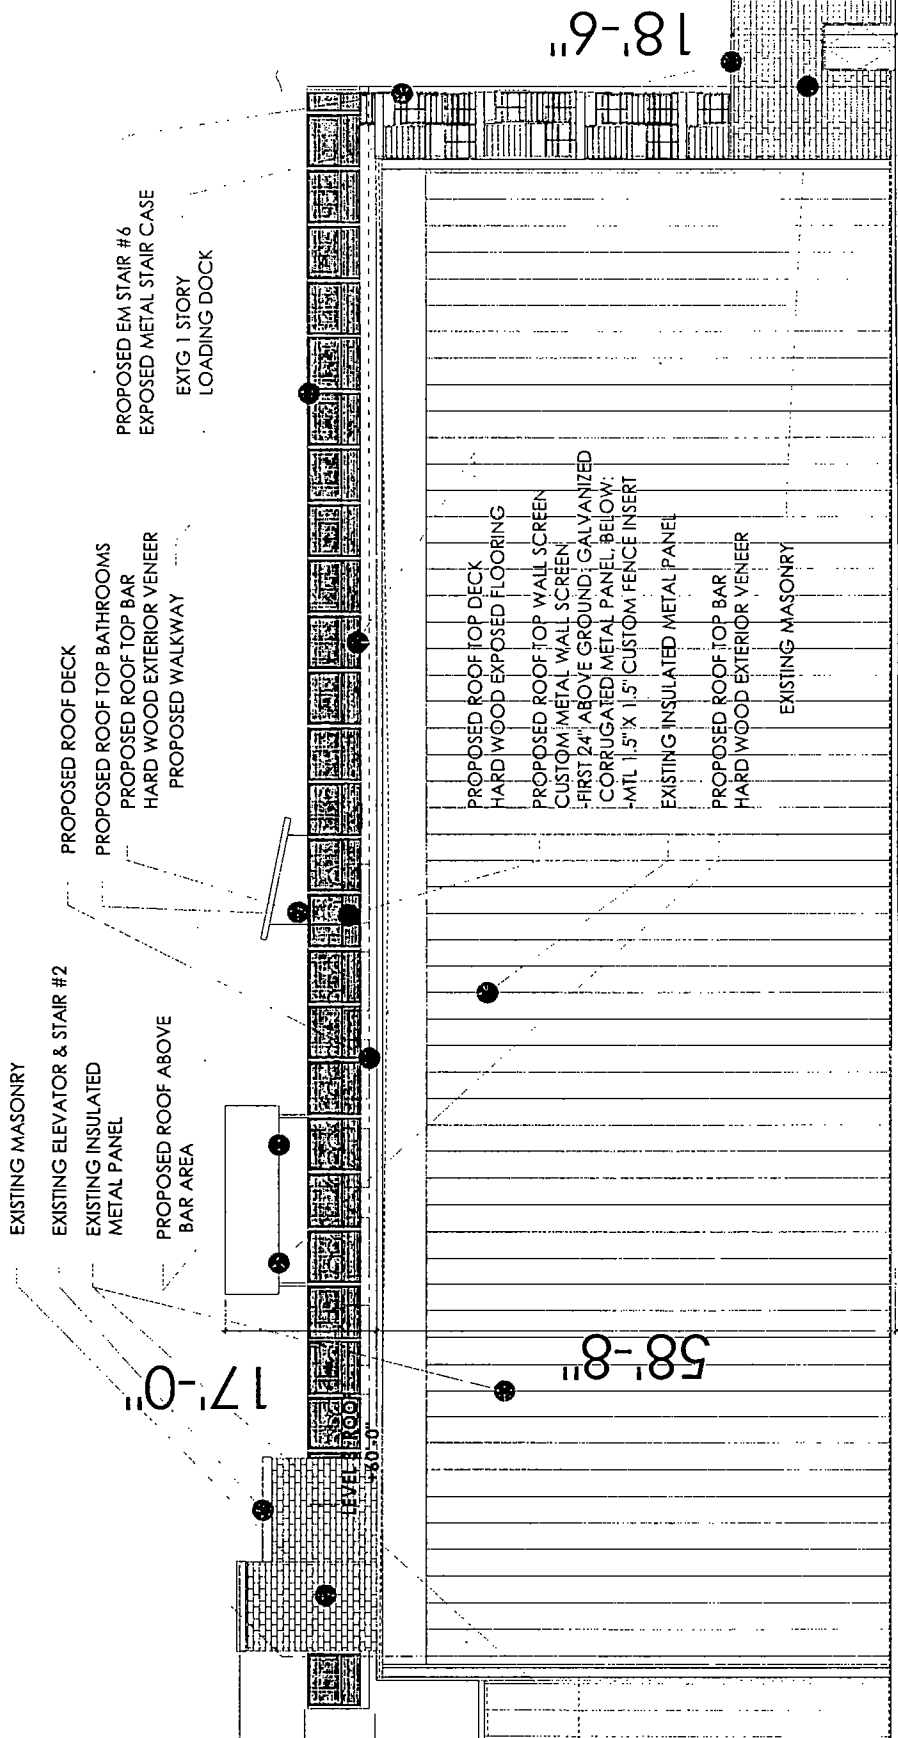 EXISTING MASONRY
EXISTING ELEVATOR & STAIR #2
EXISTING INSULATED
METAL PANEL
PROPOSED ROOF ABOVE
BAR AREA
PROPOSED ROOF DECK
PROPOSED ROOF TOP BATHROOMS
PROPOSED ROOF TOP BAR
HARD WOOD EXTERIOR VENEER
PROPOSED WALKWAY
PROPOSED EM STAIR #6
EXPOSED METAL STAIR CASE
EXTG 1 STORY
LOADING DOCK
17'-0"
18'-6"
58'-8"
LEVEL ROOF
+60'-0"
PROPOSED ROOF TOP DECK
HARD WOOD EXPOSED FLOORING
PROPOSED ROOF TOP WALL SCREEN
CUSTOM METAL WALL SCREEN
-FIRST 24" ABOVE GROUND: GALVANIZED
CORRUGATED METAL PANEL, BELOW:
-MTL 1.5" X 1.5" CUSTOM FENCE INSERT
EXISTING INSULATED METAL PANEL
PROPOSED ROOF TOP BAR
HARD WOOD EXTERIOR VENEER
EXISTING MASONRY